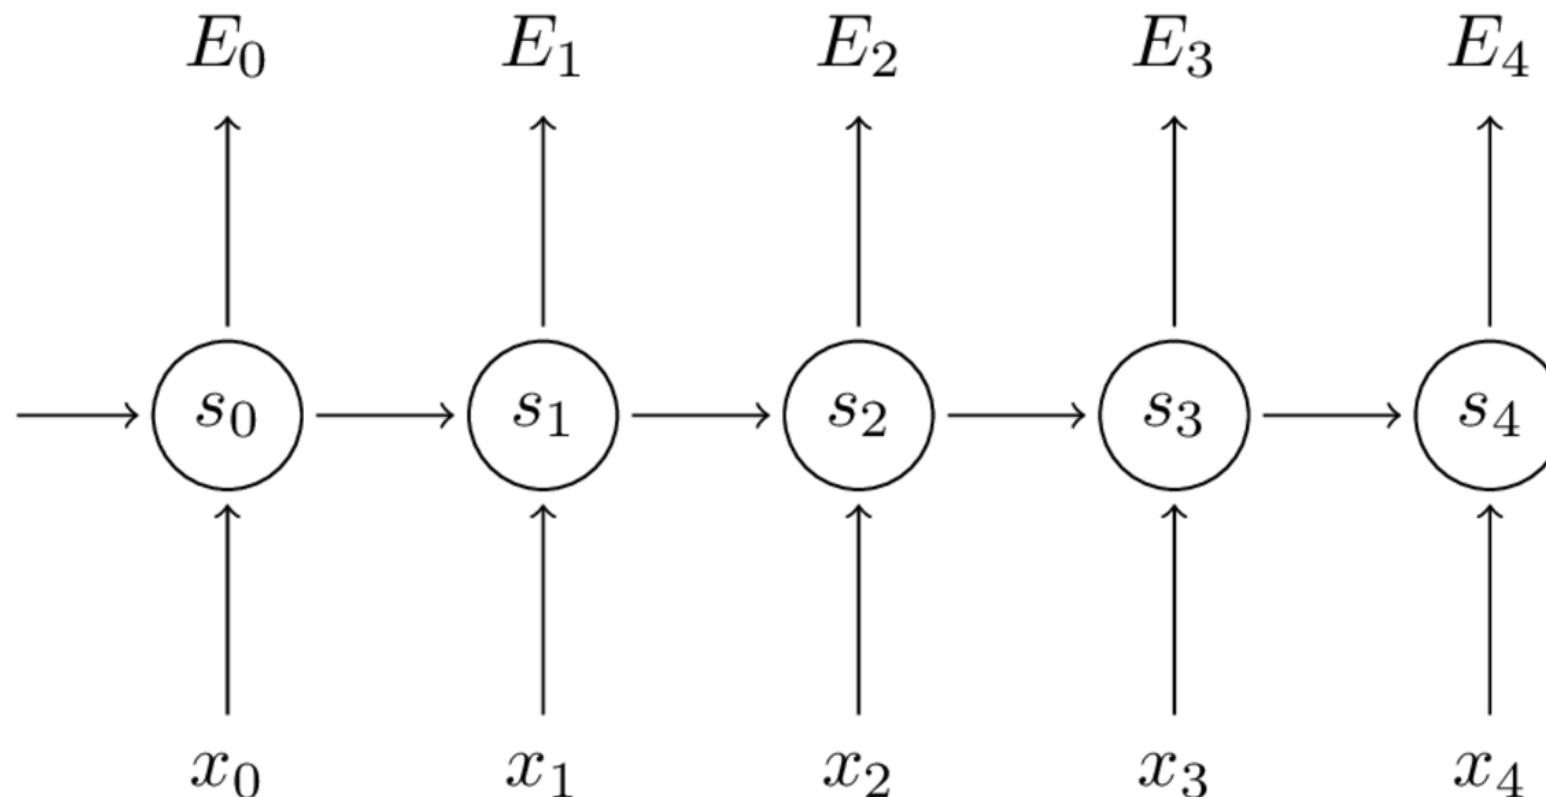 E₀ E₁ E₂ E₃ E₄
s₀ s₁ s₂ s₃ s₄
x₀ x₁ x₂ x₃ x₄